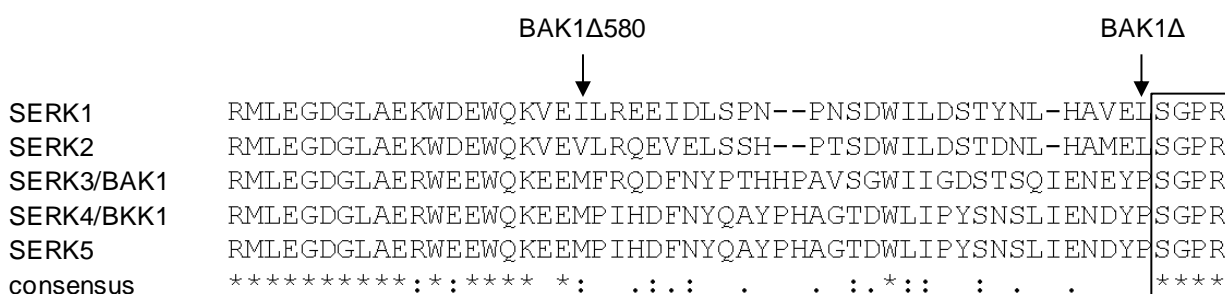 BAK1Δ580 BAK1Δ
SERK1 RMLEGDGLAEKWDEWQKVEILREEIDLSPN--PNSDWILDSTYNL-HAVELSGPR
SERK2 RMLEGDGLAEKWDEWQKVEVLRQEVELSSH--PTSDWILDSTDNL-HAMELSGPR
SERK3/BAK1 RMLEGDGLAERWEEWQKEEMFRQDFNYPTHHPAVSGWIIGDSTSQIENEYPSGPR
SERK4/BKK1 RMLEGDGLAERWEEWQKEEMPIHDFNYQAYPHAGTDWLIPYSNSLIENDYPSGPR
SERK5 RMLEGDGLAERWEEWQKEEMPIHDFNYQAYPHAGTDWLIPYSNSLIENDYPSGPR
consensus **********:*:**** *: .:.: . . :.*:: : . . ****